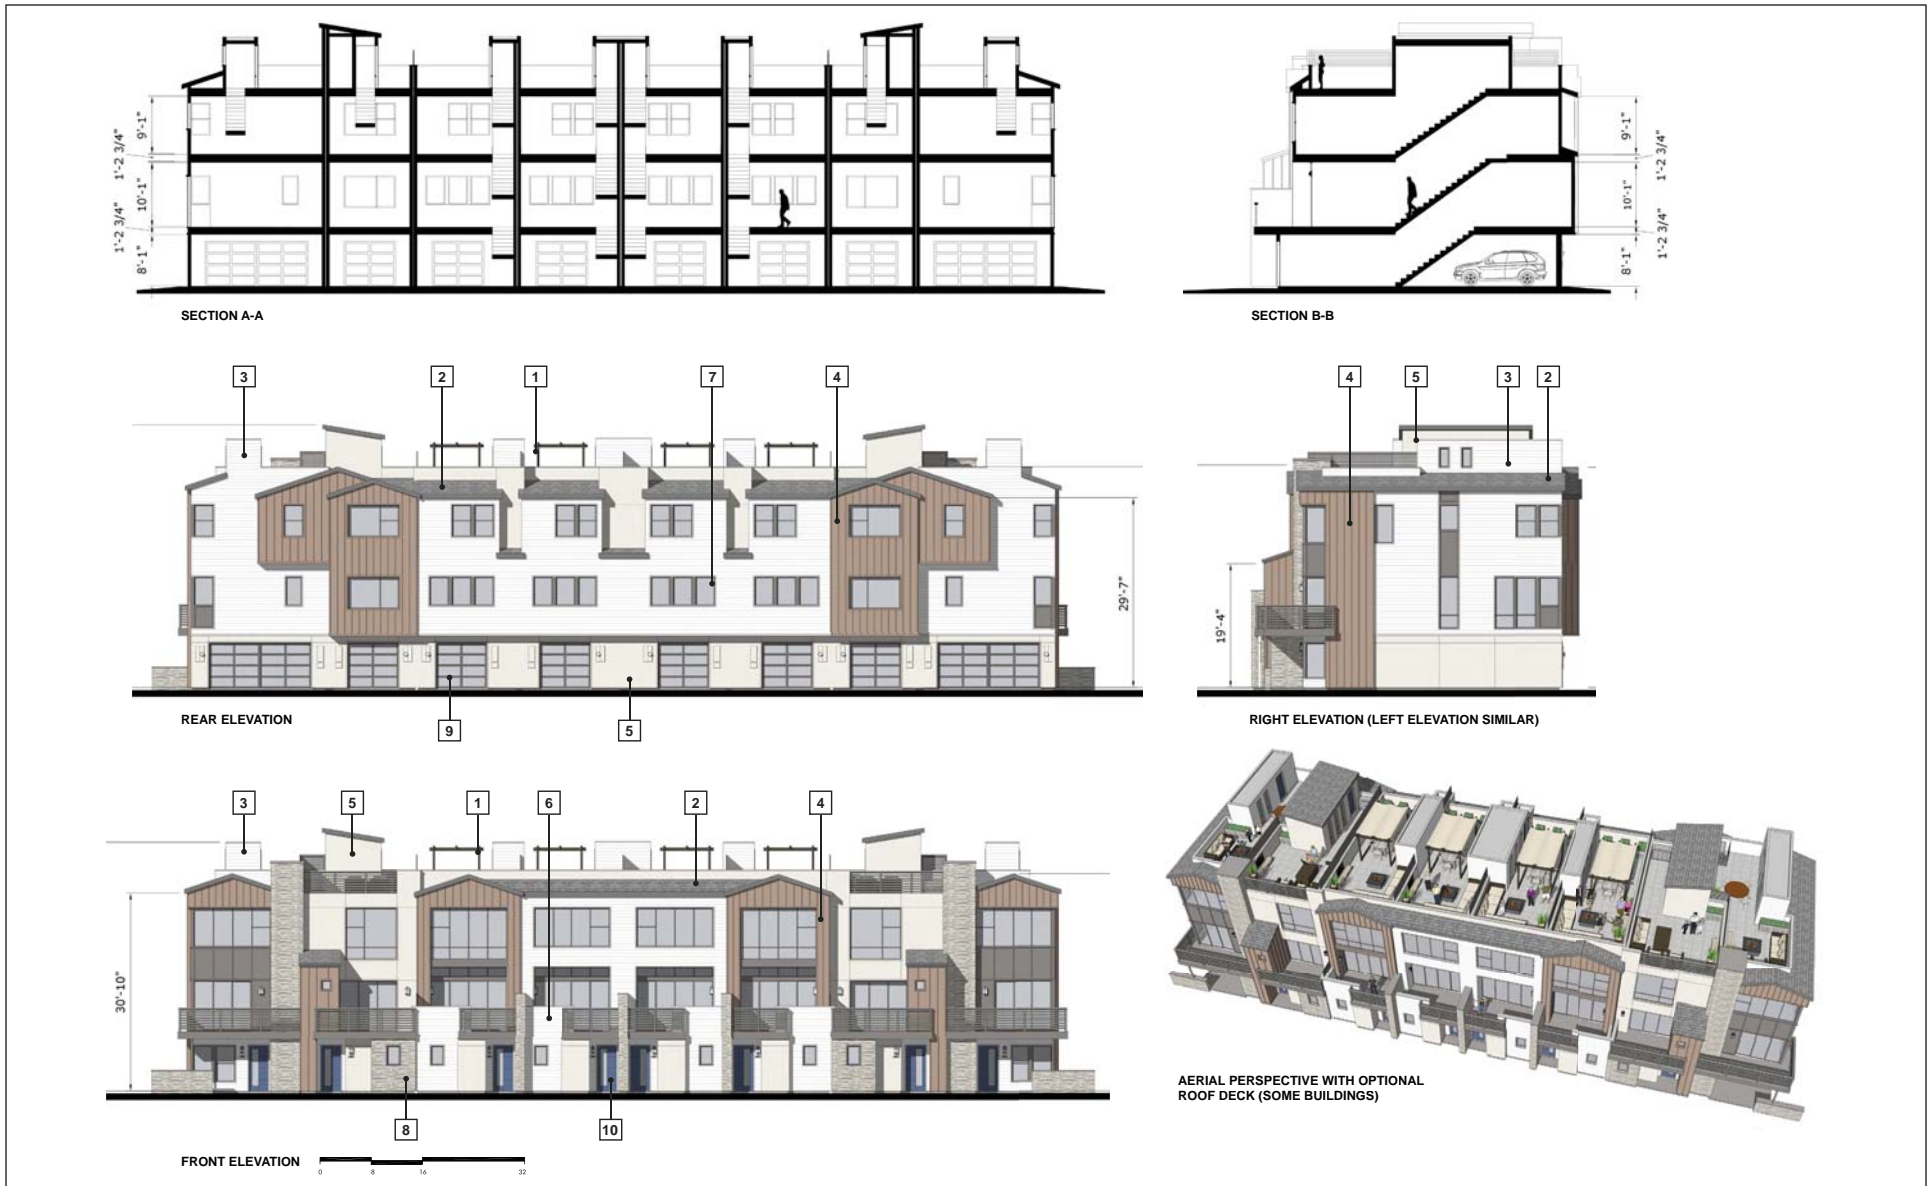 9'-1"
1'-2 3/4"
10'-1"
1'-2 3/4"
8'-1"
SECTION A-A
9'-1"
1'-2 3/4"
10'-1"
1'-2 3/4"
8'-1"
SECTION B-B
3 2 1 7 4
29'-7"
9 5
REAR ELEVATION
4 5 3 2
19'-4"
RIGHT ELEVATION (LEFT ELEVATION SIMILAR)
3 5 1 6 2 4
30'-10"
8 10
FRONT ELEVATION
0 8 16 32
AERIAL PERSPECTIVE WITH OPTIONAL
ROOF DECK (SOME BUILDINGS)